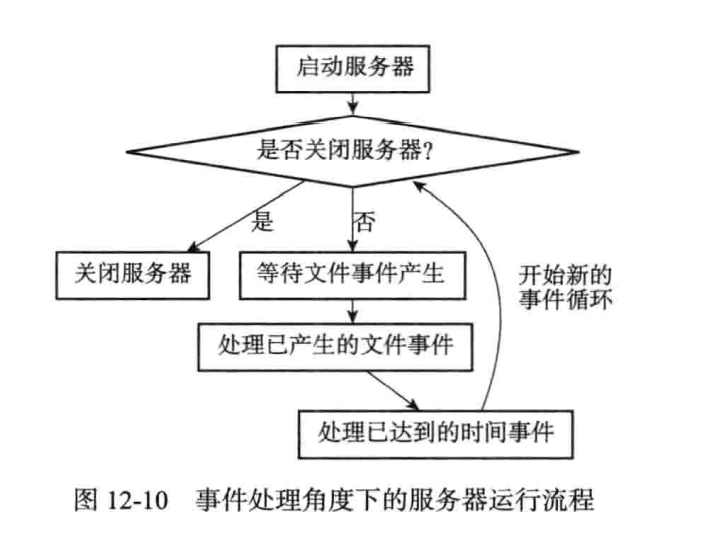 启动服务器
是否关闭服务器?
是
否
关闭服务器
等待文件事件产生
开始新的
事件循环
处理已产生的文件事件
处理已达到的时间事件
图 12-10 事件处理角度下的服务器运行流程